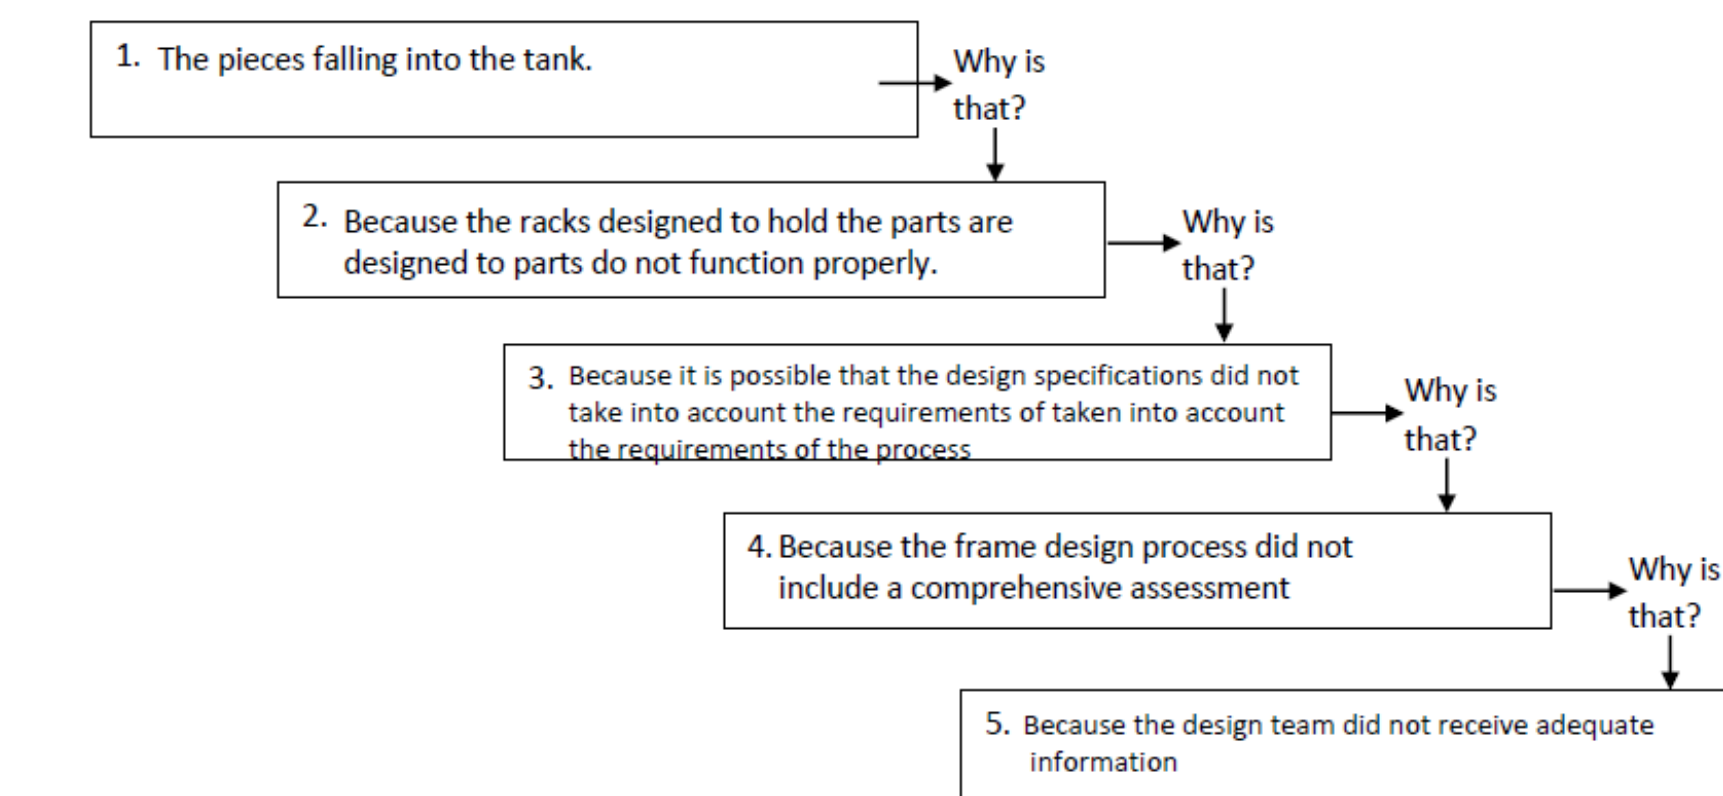 1. The pieces falling into the tank.
Why is
that?
2. Because the racks designed to hold the parts are
designed to parts do not function properly.
Why is
that?
3. Because it is possible that the design specifications did not
take into account the requirements of taken into account
the requirements of the process
Why is
that?
4. Because the frame design process did not
include a comprehensive assessment
Why is
that?
5. Because the design team did not receive adequate
information